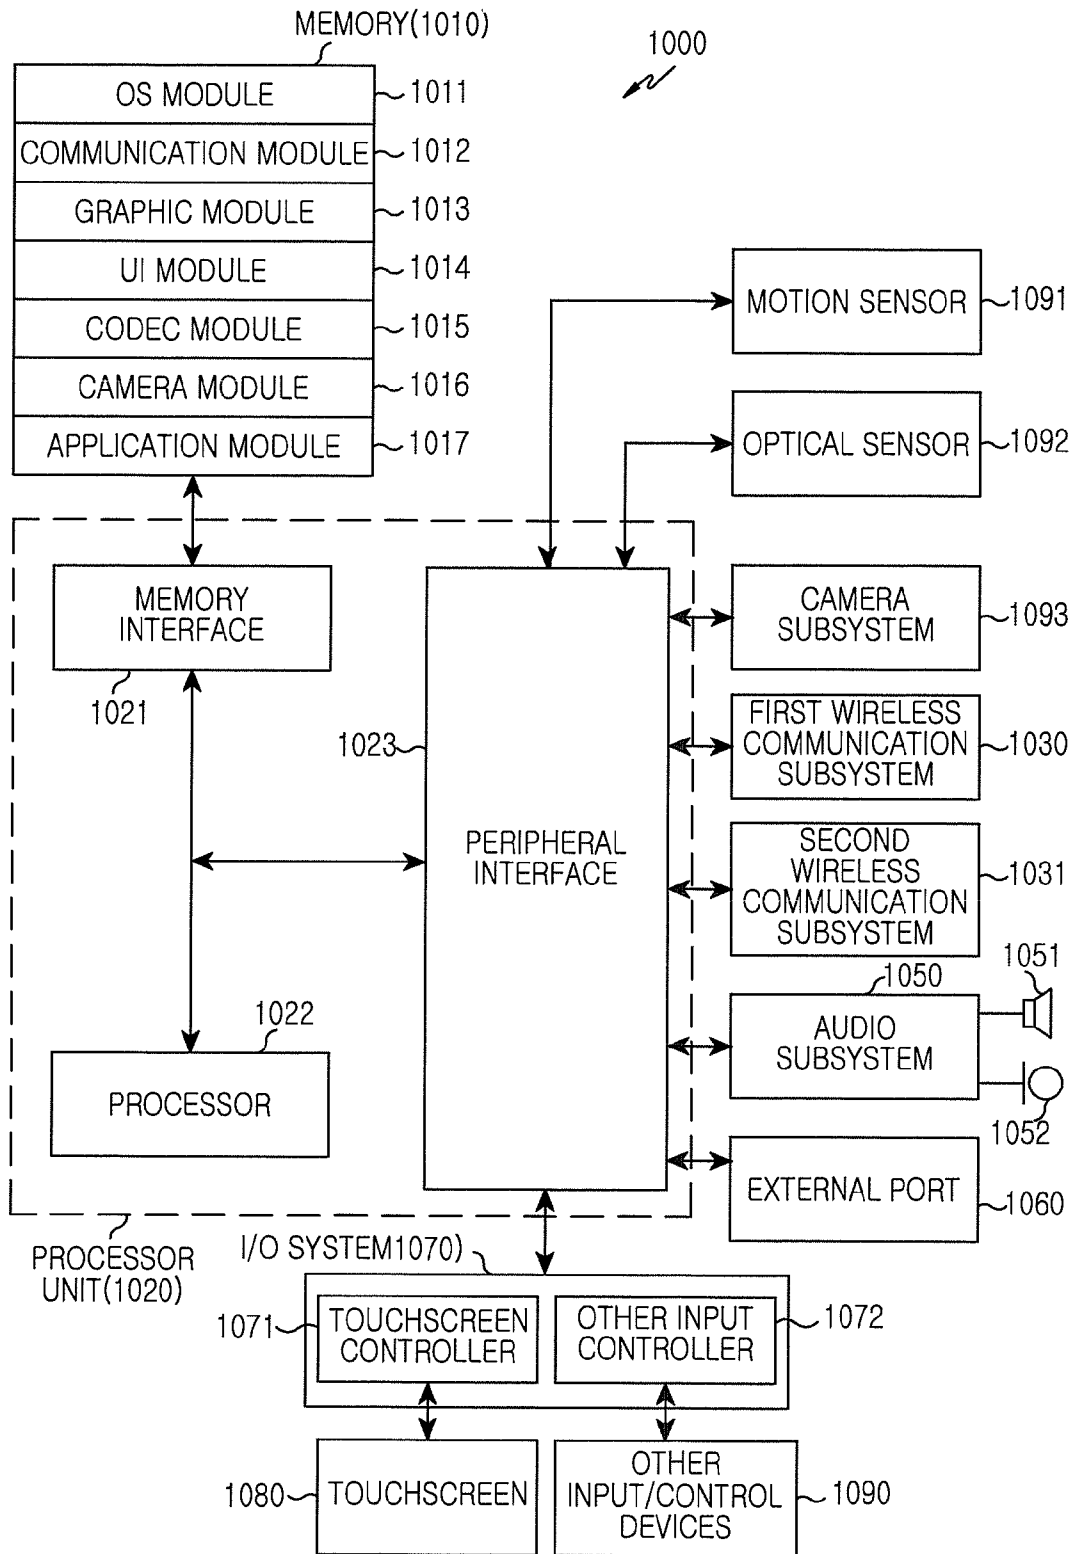 MEMORY(1010)
1000
OS MODULE
1011
COMMUNICATION MODULE
1012
GRAPHIC MODULE
1013
UI MODULE
1014
CODEC MODULE
1015
CAMERA MODULE
1016
APPLICATION MODULE
1017
MOTION SENSOR
1091
OPTICAL SENSOR
1092
MEMORY
INTERFACE
1021
CAMERA
SUBSYSTEM
1093
FIRST WIRELESS
COMMUNICATION
SUBSYSTEM
1030
1023
PERIPHERAL
INTERFACE
SECOND
WIRELESS
COMMUNICATION
SUBSYSTEM
1031
1022
PROCESSOR
1050
1051
AUDIO
SUBSYSTEM
1052
EXTERNAL PORT
1060
PROCESSOR
UNIT(1020)
I/O SYSTEM1070)
1071
TOUCHSCREEN
CONTROLLER
OTHER INPUT
CONTROLLER
1072
1080
TOUCHSCREEN
OTHER
INPUT/CONTROL
DEVICES
1090